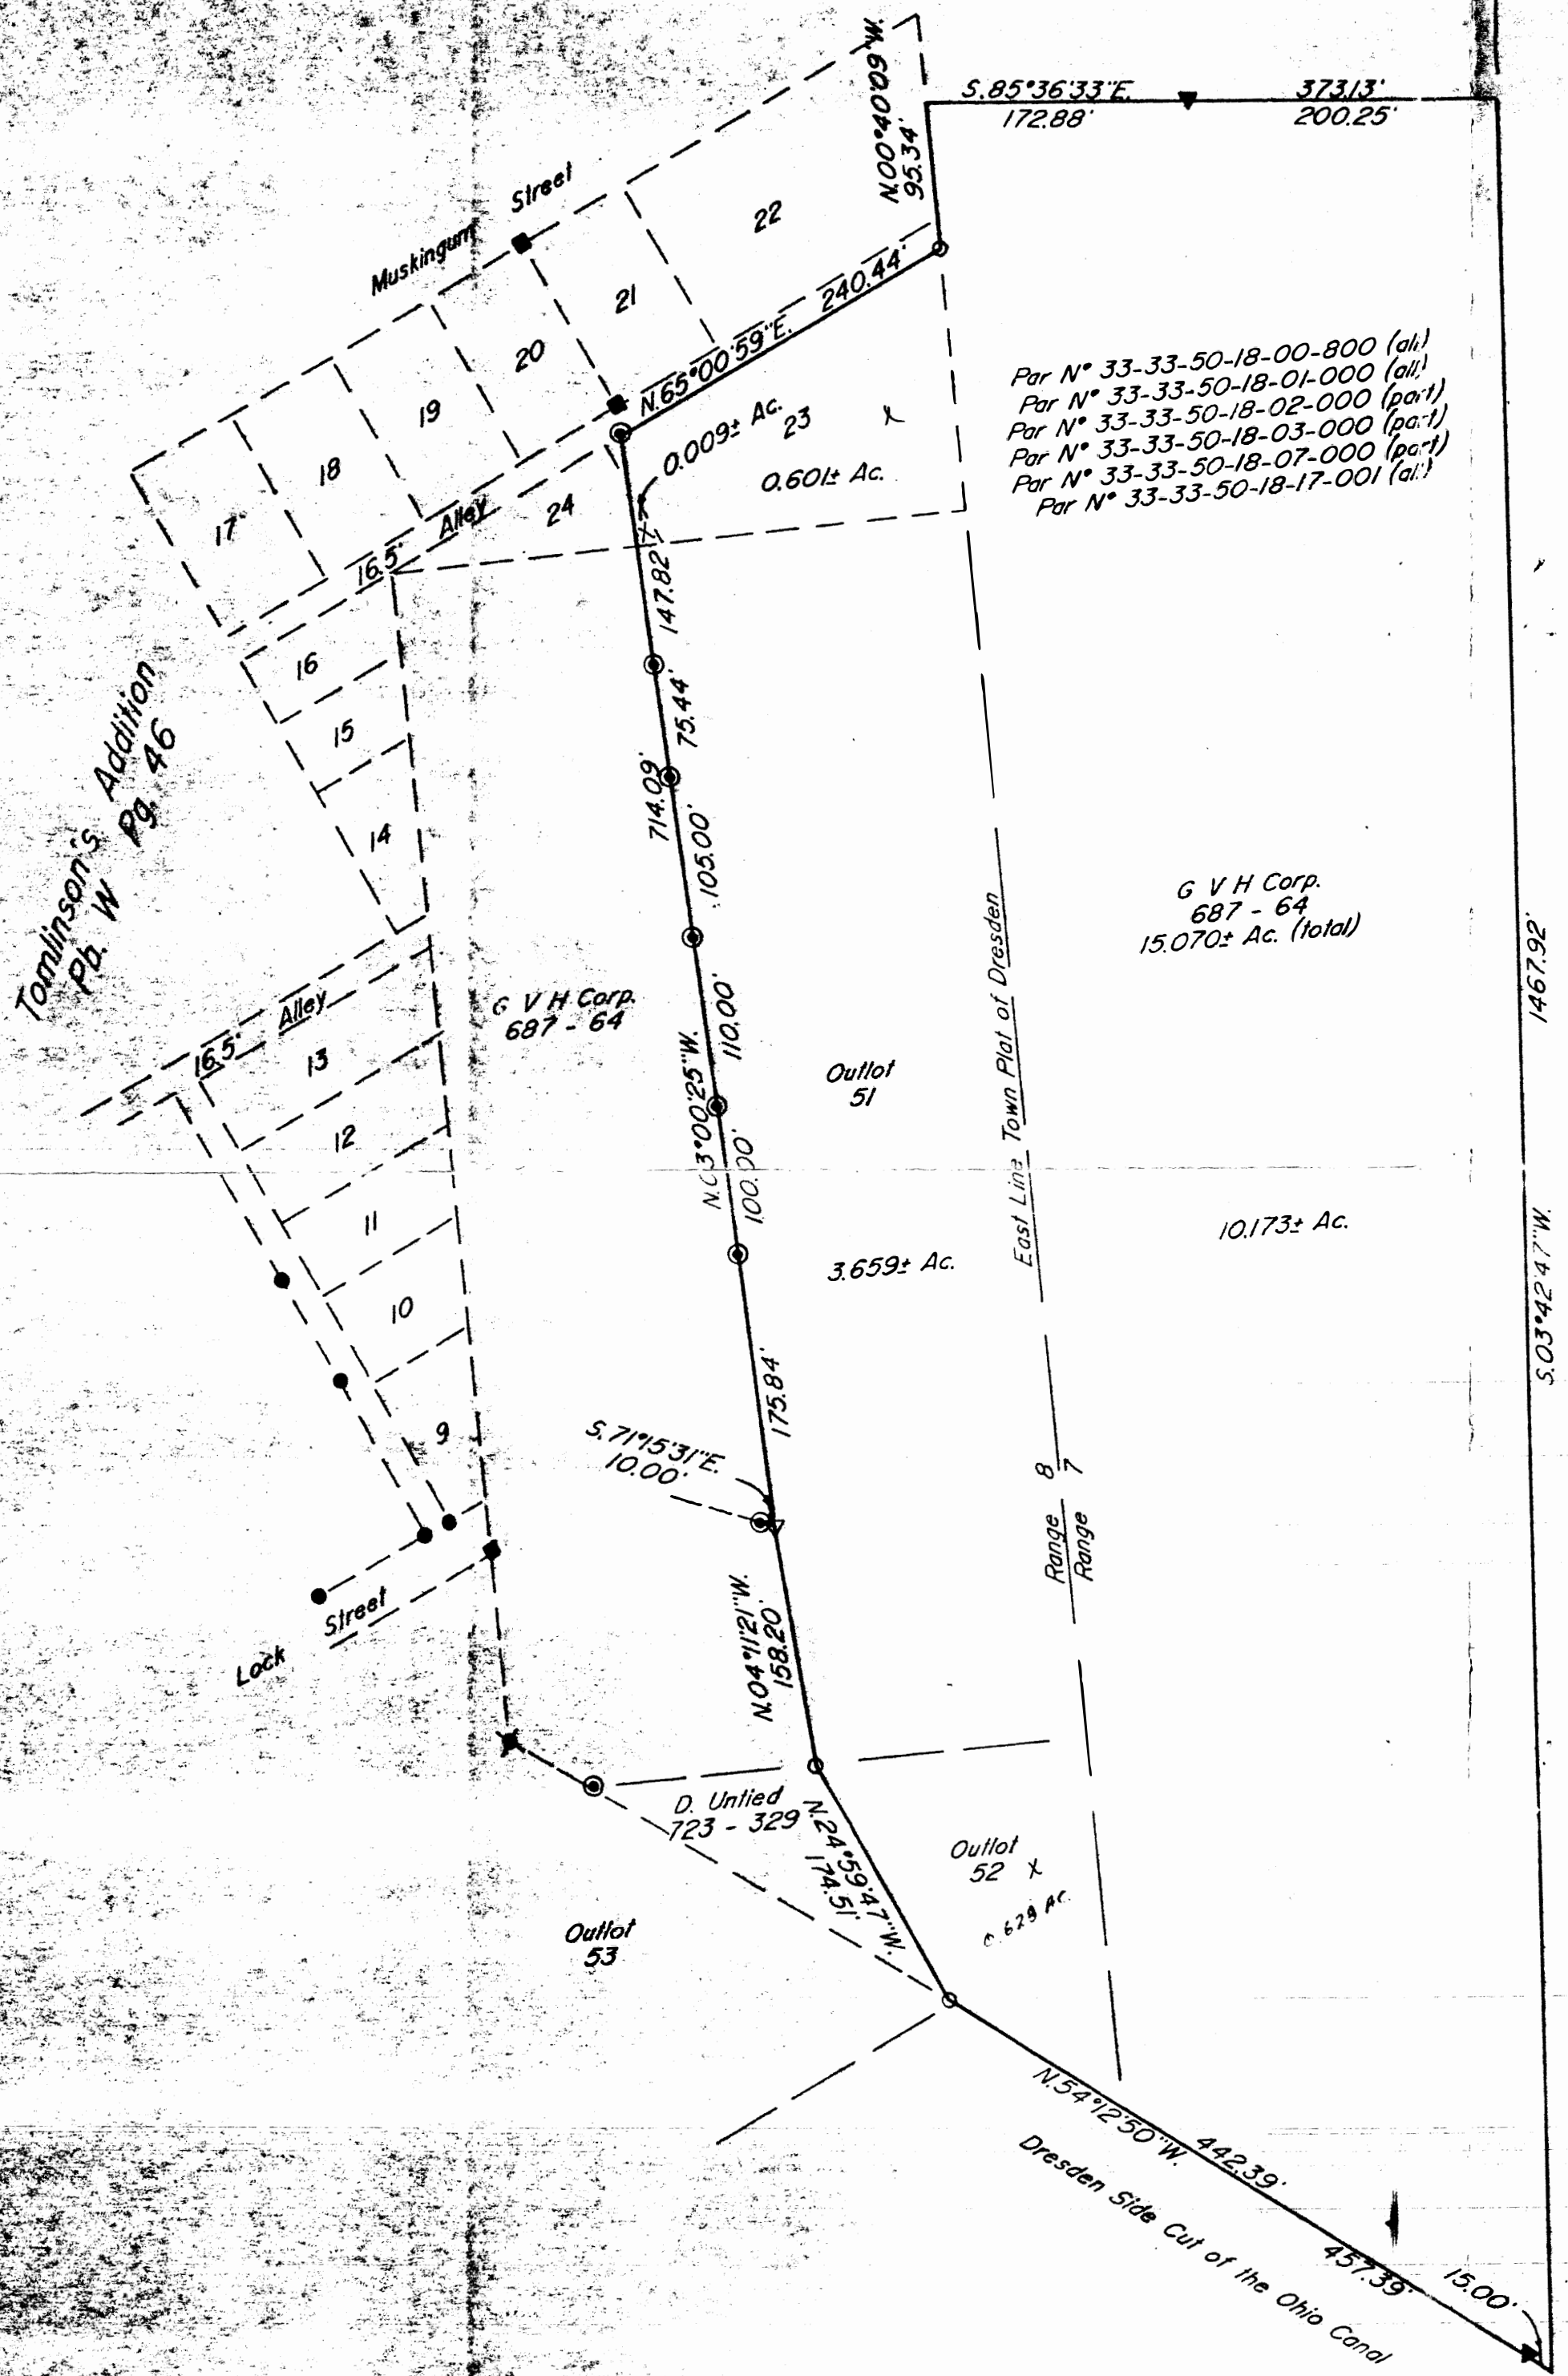 N.00°40'09"W.
95.34'
S.85°36'33"E.
373.13'
172.88'
200.25'
Muskingum Street
22
21
20
19
18
17
N.65°00'59"E. 240.44'
0.009± Ac.
23
0.601± Ac.
24
16.5' Alley
Par Nº 33-33-50-18-00-800 (all)
Par Nº 33-33-50-18-01-000 (all)
Par Nº 33-33-50-18-02-000 (part)
Par Nº 33-33-50-18-03-000 (part)
Par Nº 33-33-50-18-07-000 (part)
Par Nº 33-33-50-18-17-001 (all)
147.82'
16
15
14
75.44'
714.09'
105.00'
Tomlinson's Addition
Pb. W Pg. 46
G V H Corp.
687 - 64
15.070± Ac. (total)
1467.92'
16.5' Alley
G V H Corp.
687 - 64
110.00'
N.03°00'25"W.
100.00'
Outlot
51
East Line Town Plat of Dresden
13
12
11
10
9
3.659± Ac.
10.173± Ac.
S.03°42'47"W.
175.84'
S.71°15'31"E.
10.00'
Range 8
Range 7
Lock Street
N.04°11'21"W.
158.20'
D. Untied
723 - 329
N.24°59'47"W.
174.51'
Outlot
52 x
0.629 Ac.
Outlot
53
N.54°12'50"W. 442.39'
457.39'
15.00'
Dresden Side Cut of the Ohio Canal